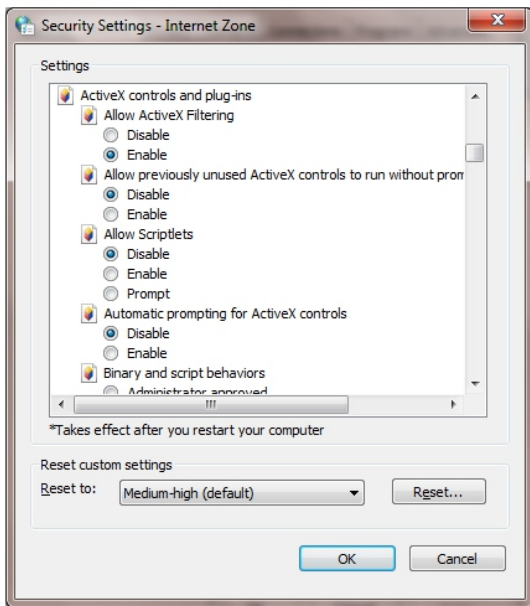 Security Settings - Internet Zone
Settings
ActiveX controls and plug-ins
Allow ActiveX Filtering
Disable
Enable
Allow previously unused ActiveX controls to run without prom
Disable
Enable
Allow Scriptlets
Disable
Enable
Prompt
Automatic prompting for ActiveX controls
Disable
Enable
Binary and script behaviors
Administrator approved
*Takes effect after you restart your computer
Reset custom settings
Reset to: Medium-high (default) Reset...
OK Cancel